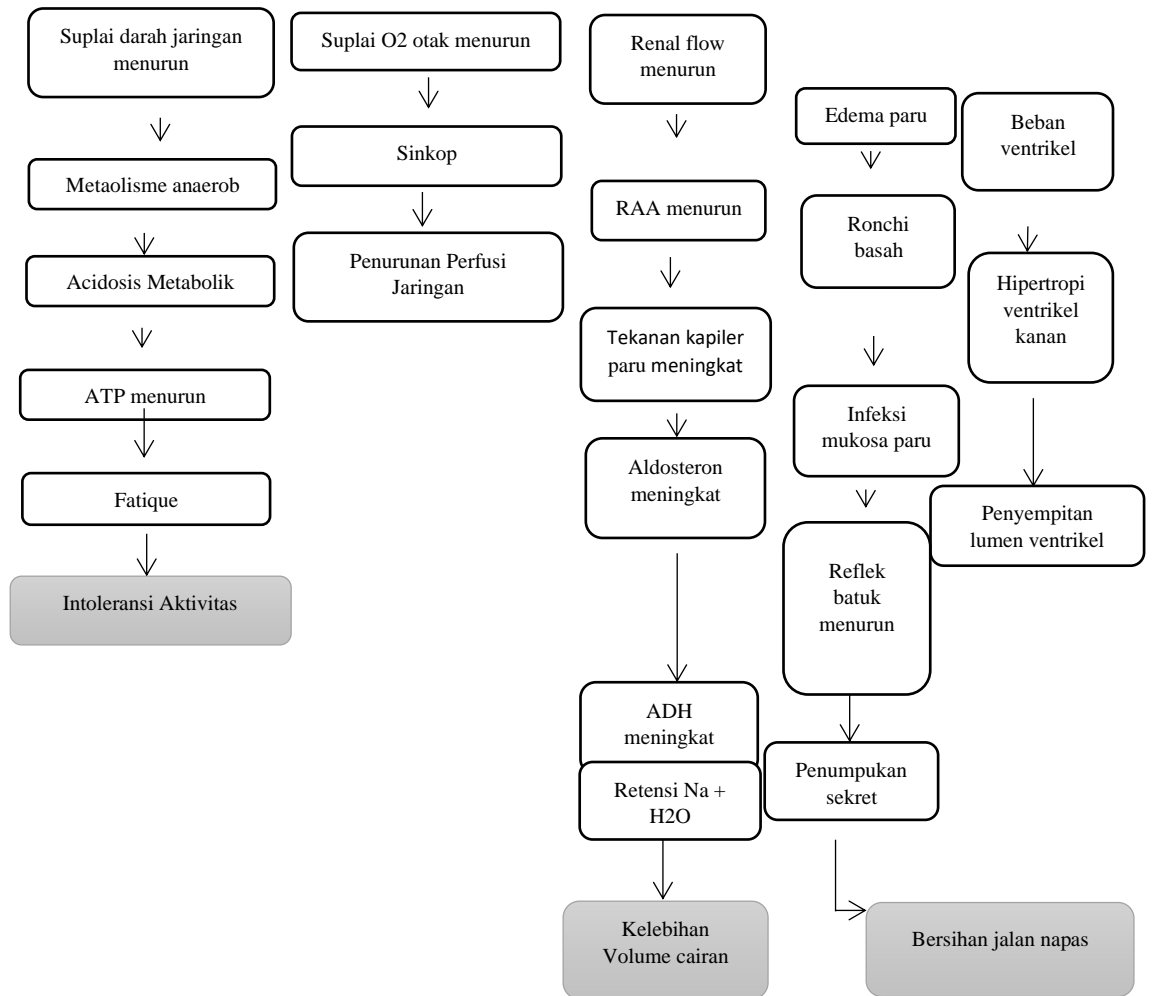 Suplai darah jaringan
menurun
Metaolisme anaerob
Acidosis Metabolik
ATP menurun
Fatique
Intoleransi Aktivitas
Suplai O2 otak menurun
Sinkop
Penurunan Perfusi
Jaringan
Renal flow
menurun
RAA menurun
Tekanan kapiler
paru meningkat
Aldosteron
meningkat
ADH
meningkat
Retensi Na +
H2O
Kelebihan
Volume cairan
Edema paru
Ronchi
basah
Infeksi
mukosa paru
Reflek
batuk
menurun
Penumpukan
sekret
Bersihan jalan napas
Beban
ventrikel
Hipertropi
ventrikel
kanan
Penyempitan
lumen ventrikel